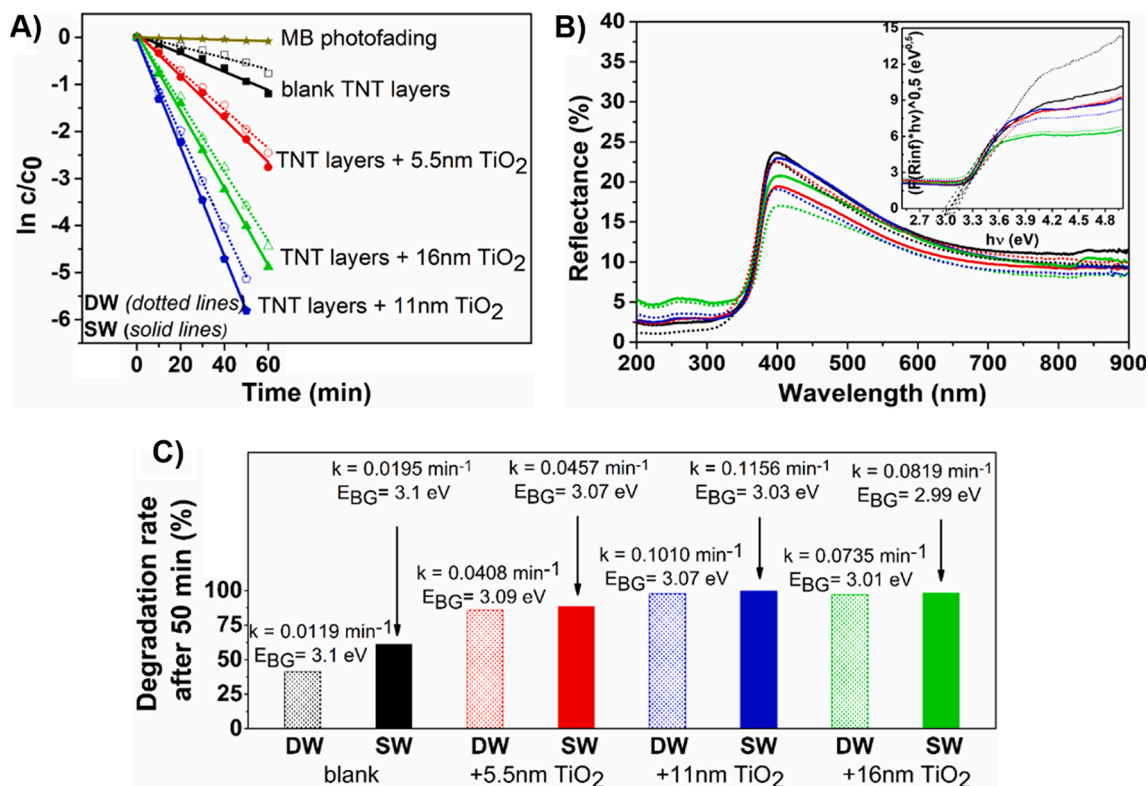 A)
0
-1
-2
-3
-4
-5
-6
ln c/c0
MB photofading
blank TNT layers
TNT layers + 5.5nm TiO2
TNT layers + 16nm TiO2
TNT layers + 11nm TiO2
DW (dotted lines)
SW (solid lines)
0 20 40 60
Time (min)
B)
40
35
30
25
20
15
10
5
0
Reflectance (%)
200 300 400 500 600 700 800 900
Wavelength (nm)
15
12
9
6
3
0
(F(Rinf)*hν)^0,5 (eV^0,5)
2.7 3.0 3.3 3.6 3.9 4.2 4.5 4.8
hν (eV)
C)
Degradation rate
after 50 min (%)
100
75
50
25
0
k = 0.0195 min-1
EBG= 3.1 eV
k = 0.0457 min-1
EBG= 3.07 eV
k = 0.1156 min-1
EBG= 3.03 eV
k = 0.0819 min-1
EBG= 2.99 eV
k = 0.0119 min-1
EBG= 3.1 eV
k = 0.0408 min-1
EBG= 3.09 eV
k = 0.1010 min-1
EBG= 3.07 eV
k = 0.0735 min-1
EBG= 3.01 eV
DW SW DW SW DW SW DW SW
blank +5.5nm TiO2 +11nm TiO2 +16nm TiO2